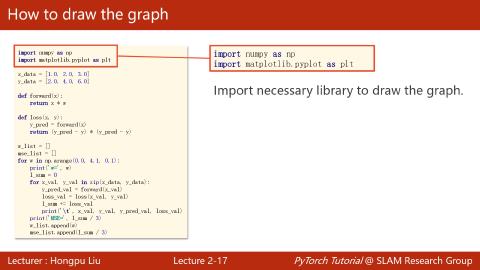 How to draw the graph
import numpy as np
import matplotlib.pyplot as plt
x_data = [1.0, 2.0, 3.0]
y_data = [2.0, 4.0, 6.0]
def forward(x):
return x * w
def loss(x, y):
y_pred = forward(x)
return (y_pred - y) * (y_pred - y)
w_list = []
mse_list = []
for w in np.arange(0.0, 4.1, 0.1):
print('w=', w)
l_sum = 0
for x_val, y_val in zip(x_data, y_data):
y_pred_val = forward(x_val)
loss_val = loss(x_val, y_val)
l_sum += loss_val
print('\t', x_val, y_val, y_pred_val, loss_val)
print('MSE=', l_sum / 3)
w_list.append(w)
mse_list.append(l_sum / 3)
import numpy as np
import matplotlib.pyplot as plt
Import necessary library to draw the graph.
Lecturer : Hongpu Liu
Lecture 2-17
PyTorch Tutorial @ SLAM Research Group